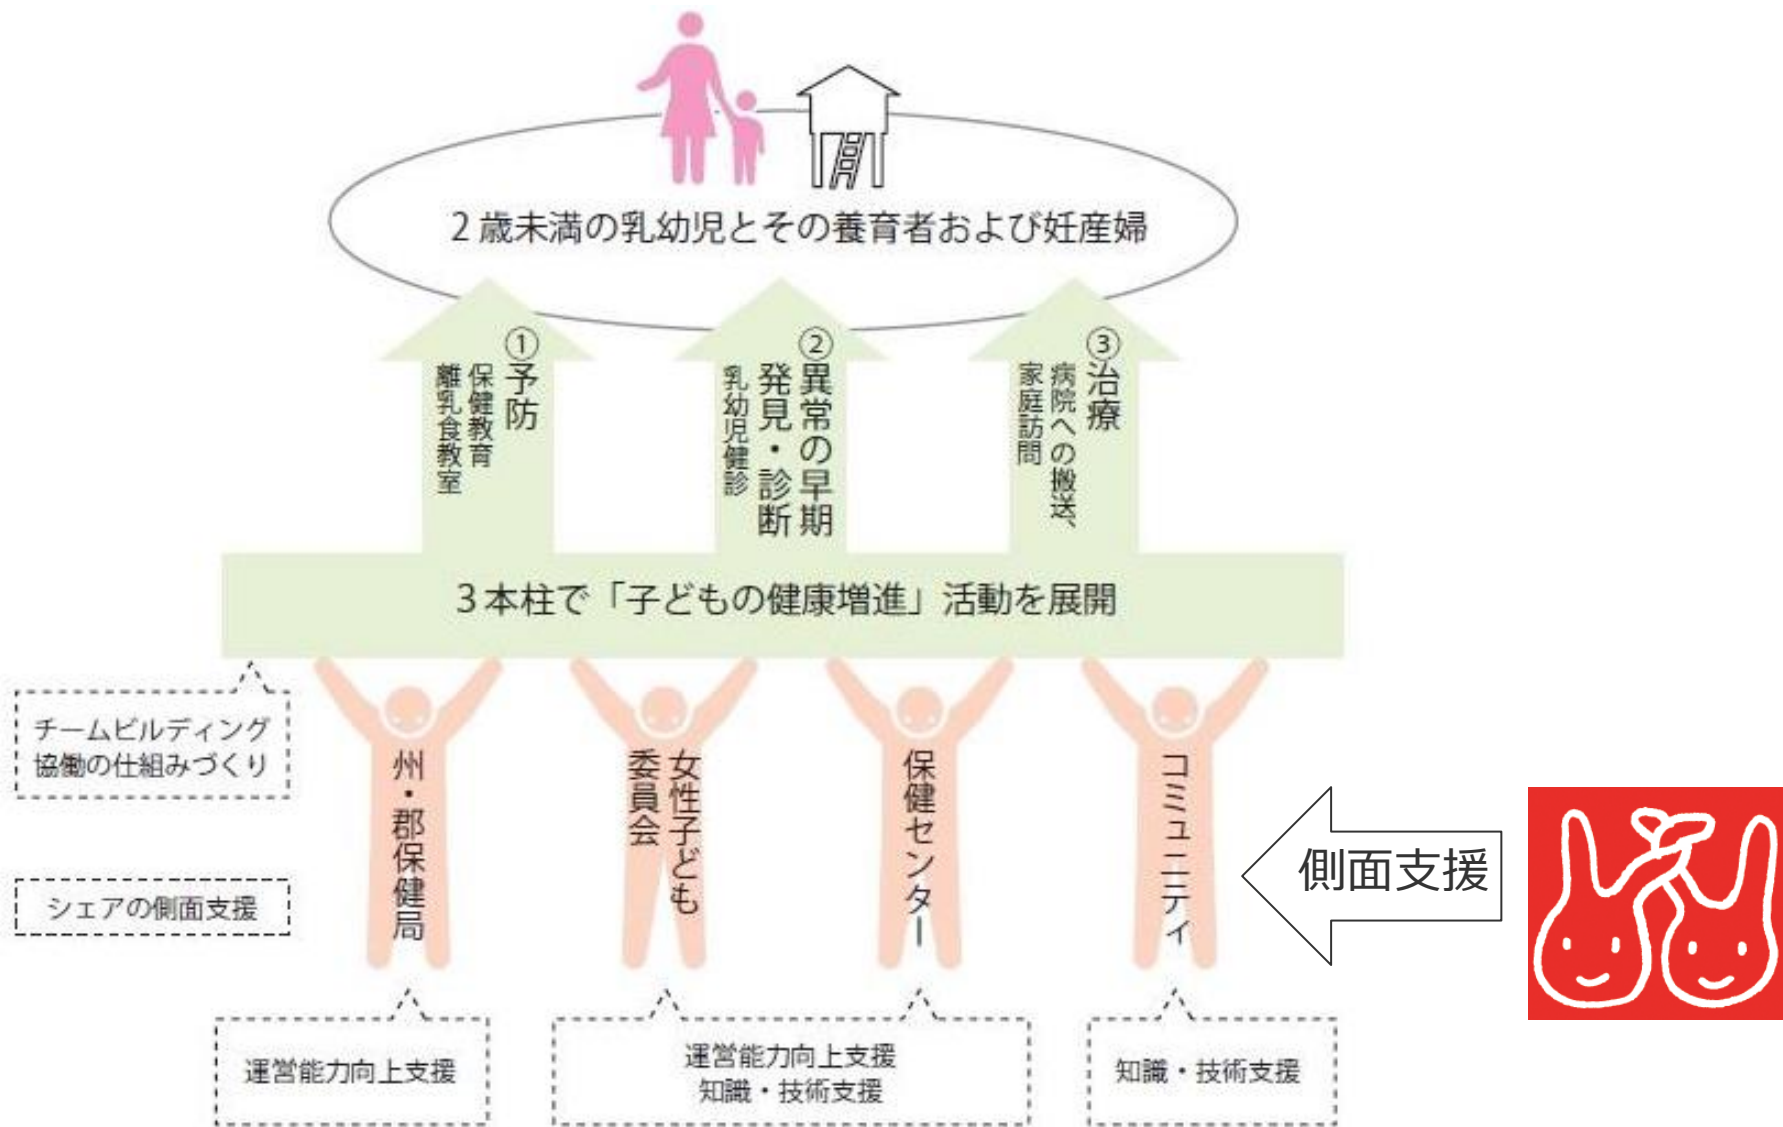 2歳未満の乳幼児とその養育者および妊産婦
①予防
保健教育
離乳食教室
②異常の早期
発見・診断
乳幼児健診
③治療
病院への搬送、
家庭訪問
3本柱で「子どもの健康増進」活動を展開
チームビルディング
協働の仕組みづくり
シェアの側面支援
州・郡保健局
女性子ども
委員会
保健センター
コミュニティ
側面支援
運営能力向上支援
運営能力向上支援
知識・技術支援
知識・技術支援